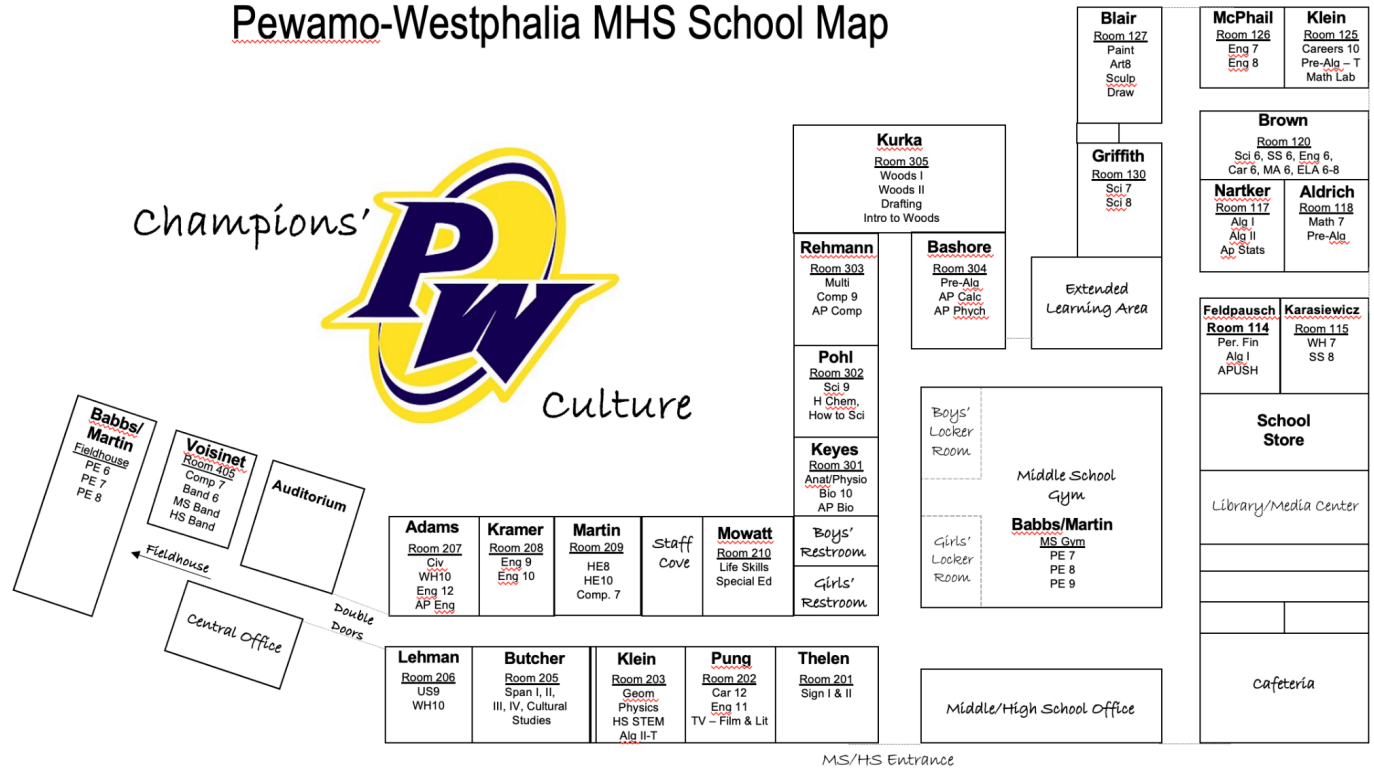 Pewamo-Westphalia MHS School Map
Champions'
PW
Culture
Blair
Room 127
Paint
Art8
Sculp
Draw
McPhail
Room 126
Eng 7
Eng 8
Klein
Room 125
Careers 10
Pre-Alg – T
Math Lab
Kurka
Room 305
Woods I
Woods II
Drafting
Intro to Woods
Griffith
Room 130
Sci 7
Sci 8
Brown
Room 120
Sci 6, SS 6, Eng 6,
Car 6, MA 6, ELA 6-8
Nartker
Room 117
Alg I
Alg II
Ap Stats
Aldrich
Room 118
Math 7
Pre-Alg
Rehmann
Room 303
Multi
Comp 9
AP Comp
Bashore
Room 304
Pre-Alg
AP Calc
AP Phych
Extended
Learning Area
Feldpausch
Room 114
Per. Fin
Alg I
APUSH
Karasiewicz
Room 115
WH 7
SS 8
Pohl
Room 302
Sci 9
H Chem,
How to Sci
School
Store
Boys'
Locker
Room
Middle School
Gym
Babbs/Martin
MS Gym
PE 7
PE 8
PE 9
Girls'
Locker
Room
Library/Media Center
Keyes
Room 301
Anat/Physio
Bio 10
AP Bio
Babbs/
Martin
Fieldhouse
PE 6
PE 7
PE 8
Voisinet
Room 405
Comp 7
Band 6
MS Band
HS Band
Auditorium
Fieldhouse
Central Office
Double
Doors
Adams
Room 207
Civ
WH10
Eng 12
AP Eng
Kramer
Room 208
Eng 9
Eng 10
Martin
Room 209
HE8
HE10
Comp. 7
Staff
Cove
Mowatt
Room 210
Life Skills
Special Ed
Boys'
Restroom
Girls'
Restroom
Lehman
Room 206
US9
WH10
Butcher
Room 205
Span I, II,
III, IV, Cultural
Studies
Klein
Room 203
Geom
Physics
HS STEM
Alg II-T
Pung
Room 202
Car 12
Eng 11
TV – Film & Lit
Thelen
Room 201
Sign I & II
Middle/High School Office
Cafeteria
MS/HS Entrance